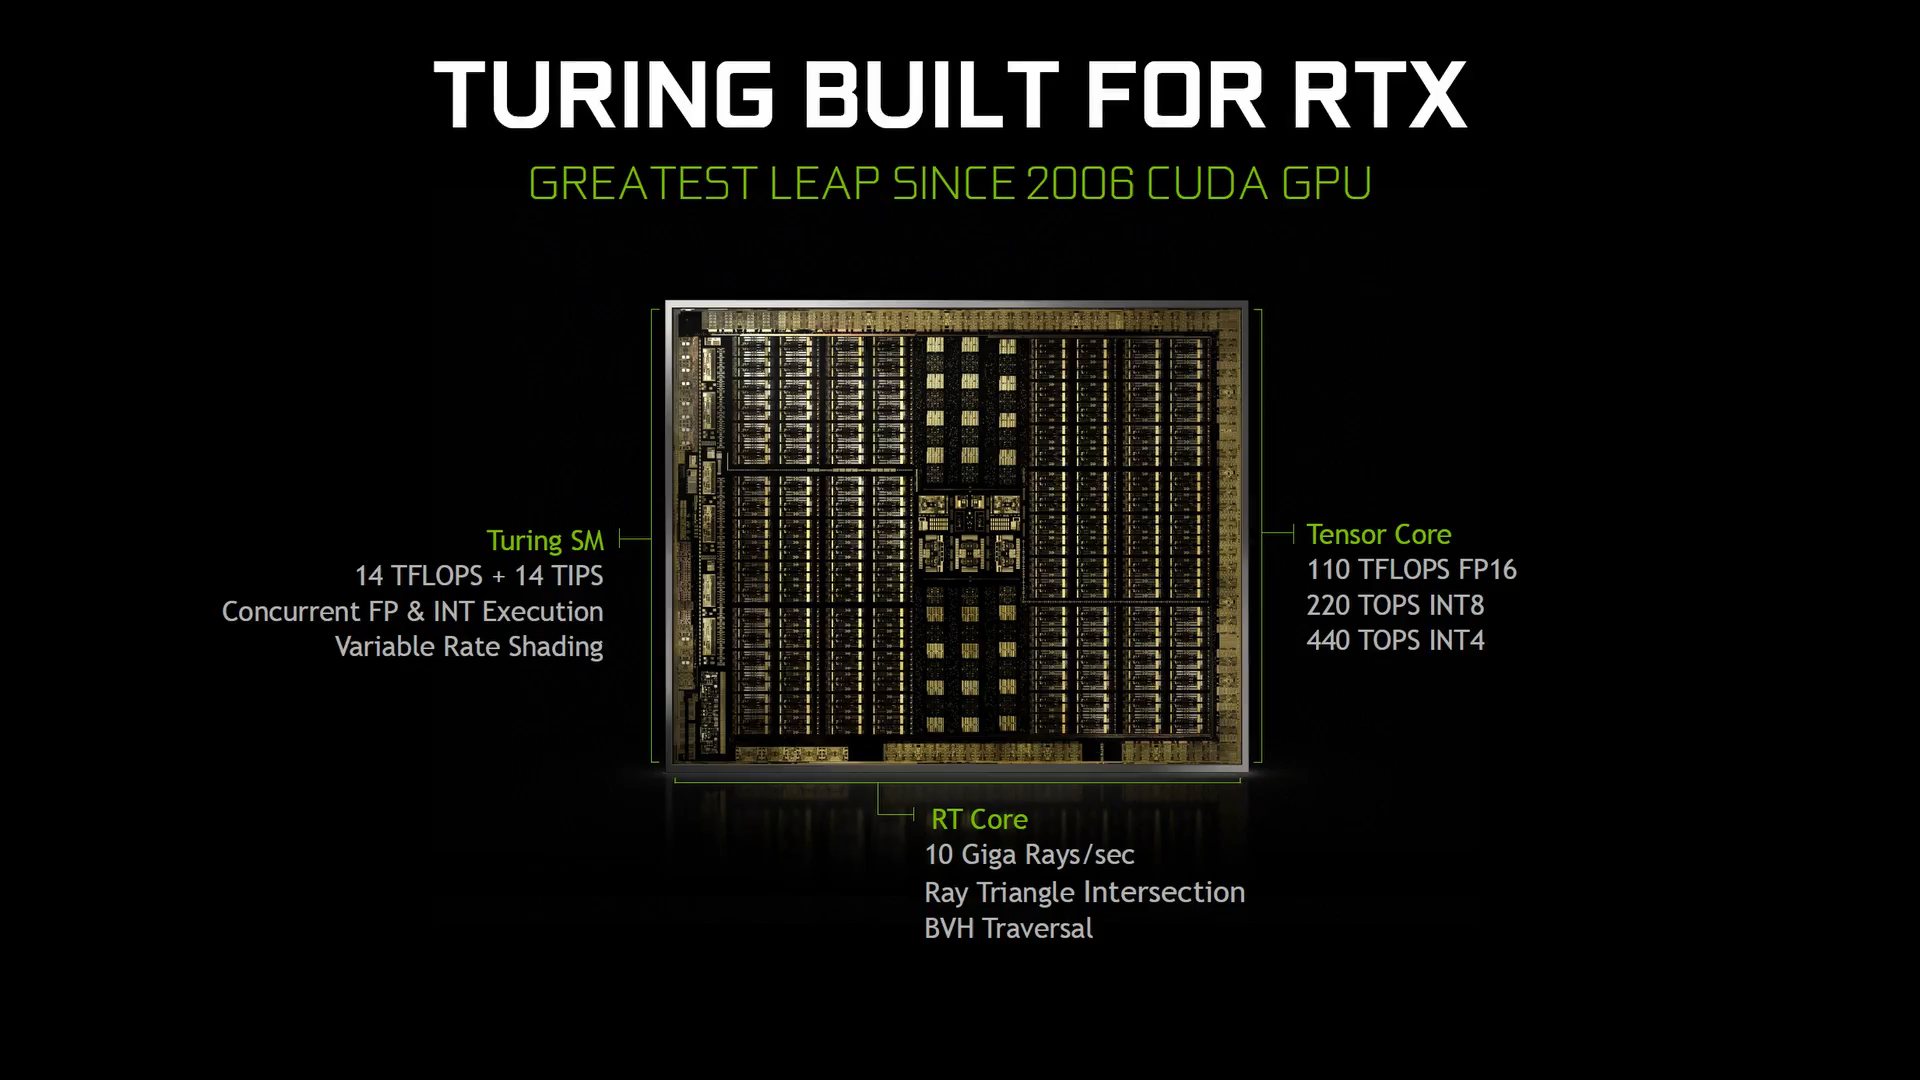 TURING BUILT FOR RTX
GREATEST LEAP SINCE 2006 CUDA GPU
Turing SM
14 TFLOPS + 14 TIPS
Concurrent FP & INT Execution
Variable Rate Shading
Tensor Core
110 TFLOPS FP16
220 TOPS INT8
440 TOPS INT4
RT Core
10 Giga Rays/sec
Ray Triangle Intersection
BVH Traversal